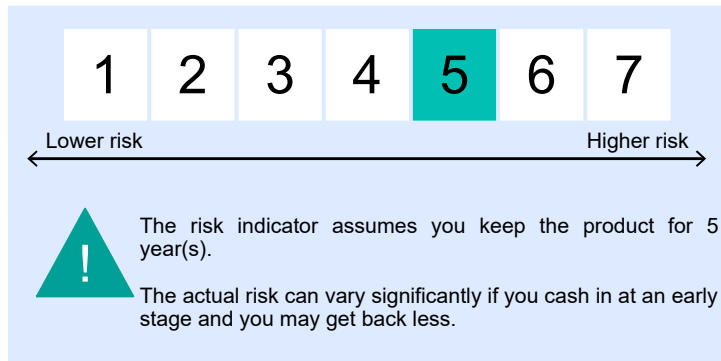 1 2 3 4 5 6 7
Lower risk Higher risk
The risk indicator assumes you keep the product for 5
year(s).
!
The actual risk can vary significantly if you cash in at an early
stage and you may get back less.